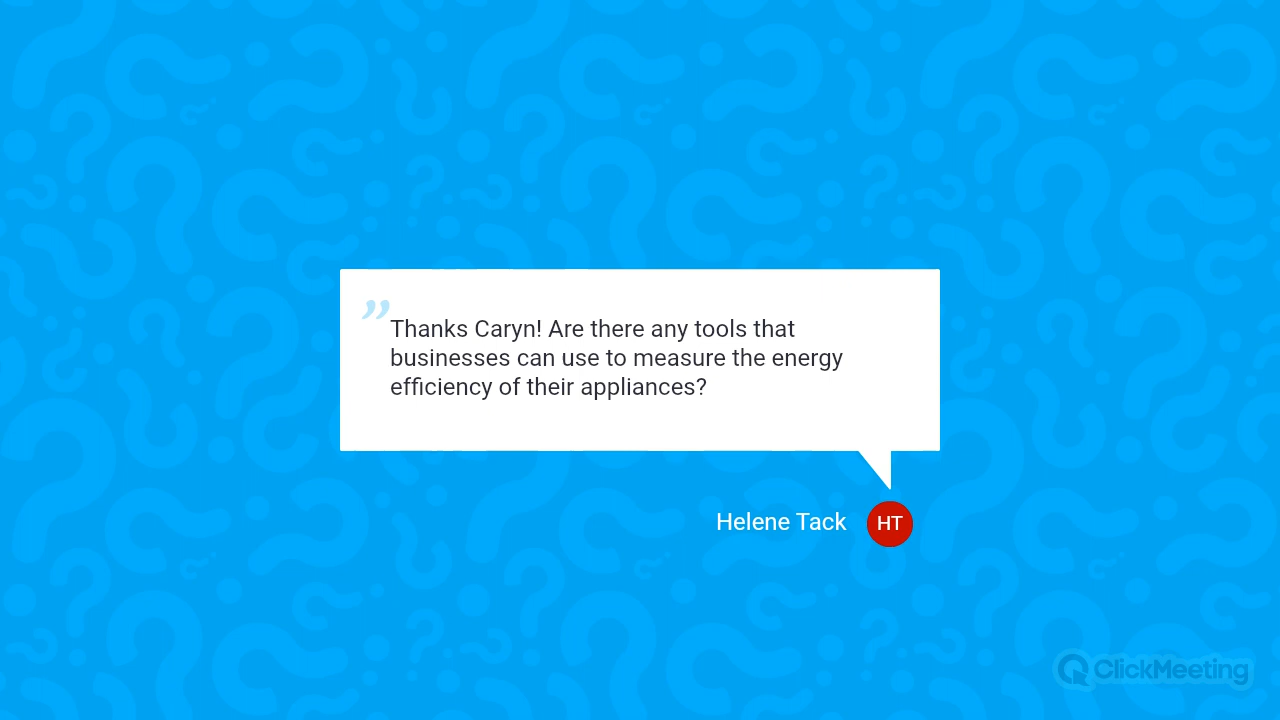 ”
Thanks Caryn! Are there any tools that
businesses can use to measure the energy
efficiency of their appliances?
Helene Tack
HT
ClickMeeting